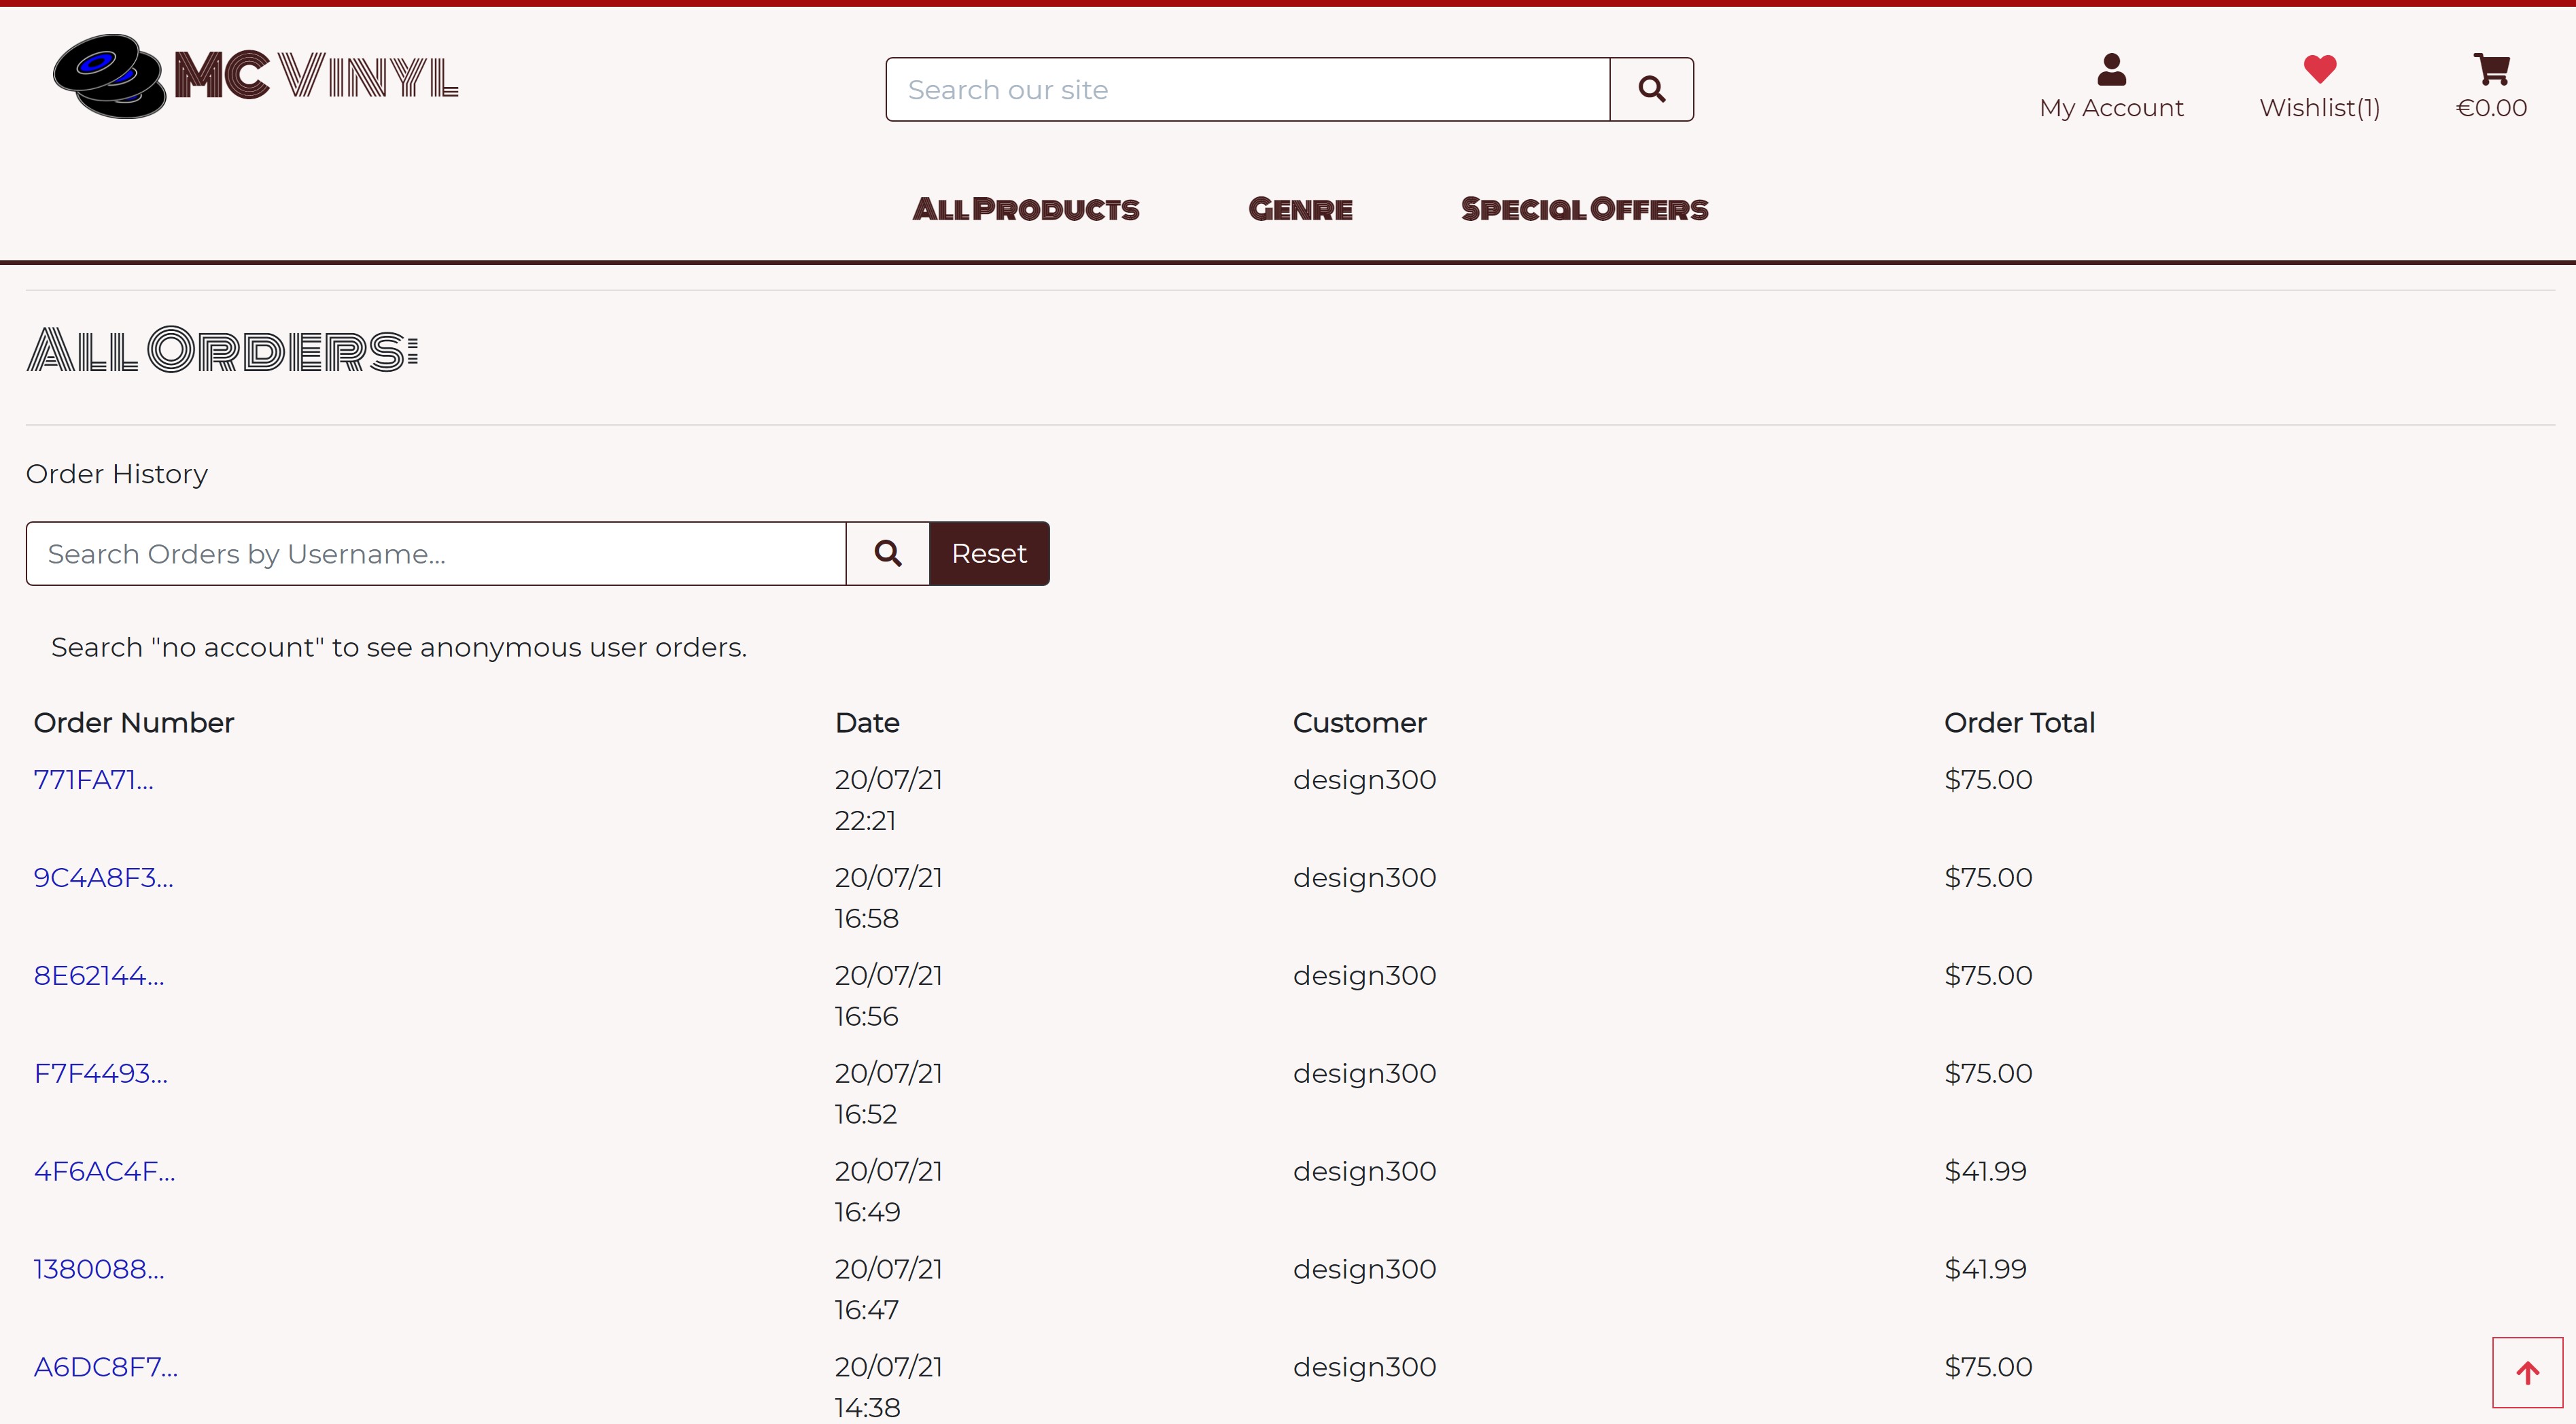 MC Vinyl
Search our site
My Account
Wishlist(1)
€0.00
All Products
Genre
Special Offers
All Orders:
Order History
Search Orders by Username...
Reset
Search "no account" to see anonymous user orders.
Order Number Date Customer Order Total
771FA71... 20/07/21 design300 $75.00
22:21
9C4A8F3... 20/07/21 design300 $75.00
16:58
8E62144... 20/07/21 design300 $75.00
16:56
F7F4493... 20/07/21 design300 $75.00
16:52
4F6AC4F... 20/07/21 design300 $41.99
16:49
1380088... 20/07/21 design300 $41.99
16:47
A6DC8F7... 20/07/21 design300 $75.00
14:38